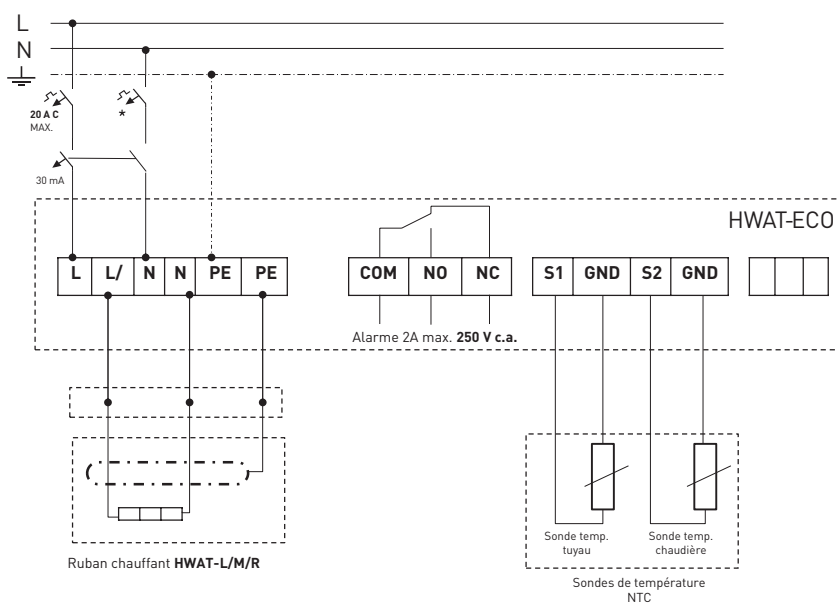 L
N
20 A C
MAX.
*
30 mA
HWAT-ECO
L L/ N N PE PE
COM NO NC
S1 GND S2 GND
Alarme 2A max. 250 V c.a.
Sonde temp.
tuyau
Sonde temp.
chaudière
Ruban chauffant HWAT-L/M/R
Sondes de température
NTC